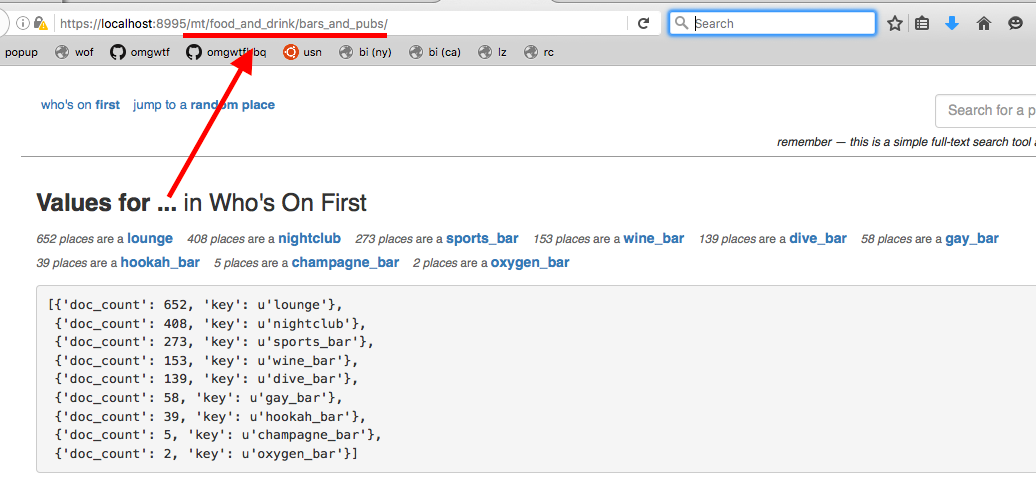 https://localhost:8995/mt/food_and_drink/bars_and_pubs/ Search
popup wof omgwtf usn bi (ny) bi (ca) lz rc
who's on first jump to a random place
Search for a p
remember — this is a simple full-text search tool
Values for ... in Who's On First
652 places are a lounge 408 places are a nightclub 273 places are a sports_bar 153 places are a wine_bar 139 places are a dive_bar 58 places are a gay_bar
39 places are a hookah_bar 5 places are a champagne_bar 2 places are a oxygen_bar
[{'doc_count': 652, 'key': u'lounge'},
{'doc_count': 408, 'key': u'nightclub'},
{'doc_count': 273, 'key': u'sports_bar'},
{'doc_count': 153, 'key': u'wine_bar'},
{'doc_count': 139, 'key': u'dive_bar'},
{'doc_count': 58, 'key': u'gay_bar'},
{'doc_count': 39, 'key': u'hookah_bar'},
{'doc_count': 5, 'key': u'champagne_bar'},
{'doc_count': 2, 'key': u'oxygen_bar'}]